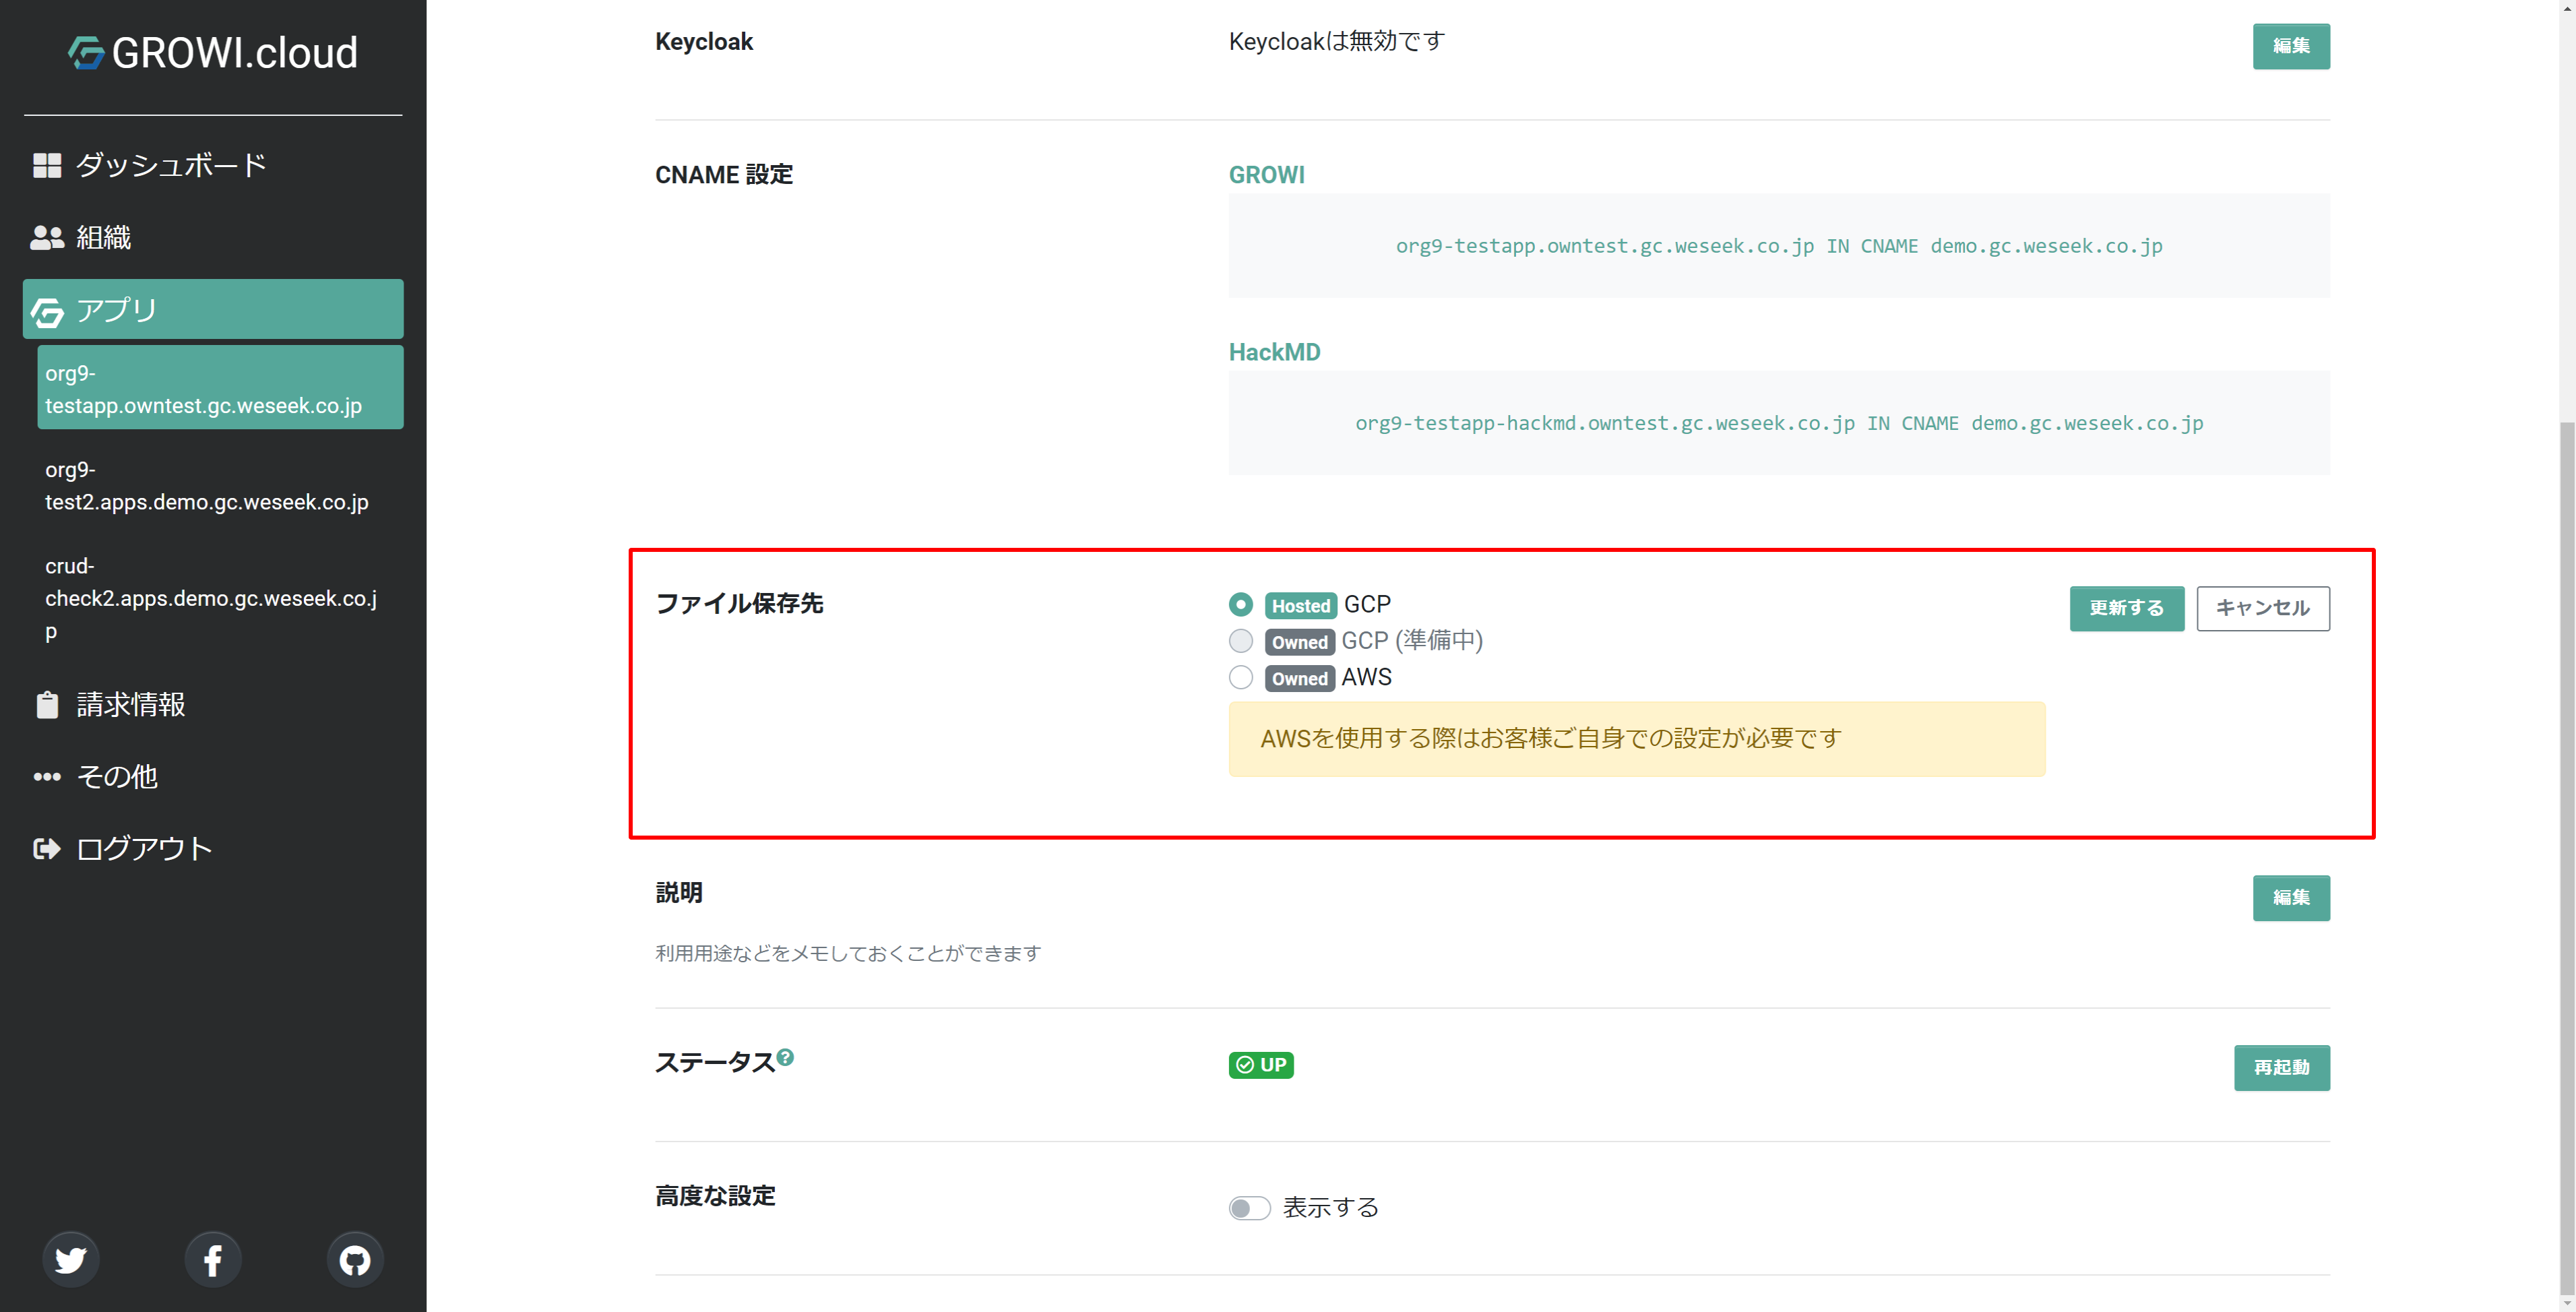 GROWI.cloud
ダッシュボード
組織
アプリ
org9-
testapp.owntest.gc.weseek.co.jp
org9-
test2.apps.demo.gc.weseek.co.jp
crud-
check2.apps.demo.gc.weseek.co.j
p
請求情報
その他
ログアウト
Keycloak
Keycloakは無効です
編集
CNAME 設定
GROWI
org9-testapp.owntest.gc.weseek.co.jp IN CNAME demo.gc.weseek.co.jp
HackMD
org9-testapp-hackmd.owntest.gc.weseek.co.jp IN CNAME demo.gc.weseek.co.jp
ファイル保存先
Hosted GCP
Owned GCP (準備中)
Owned AWS
AWSを使用する際はお客様ご自身での設定が必要です
更新する
キャンセル
説明
編集
利用用途などをメモしておくことができます
ステータス?
UP
再起動
高度な設定
表示する